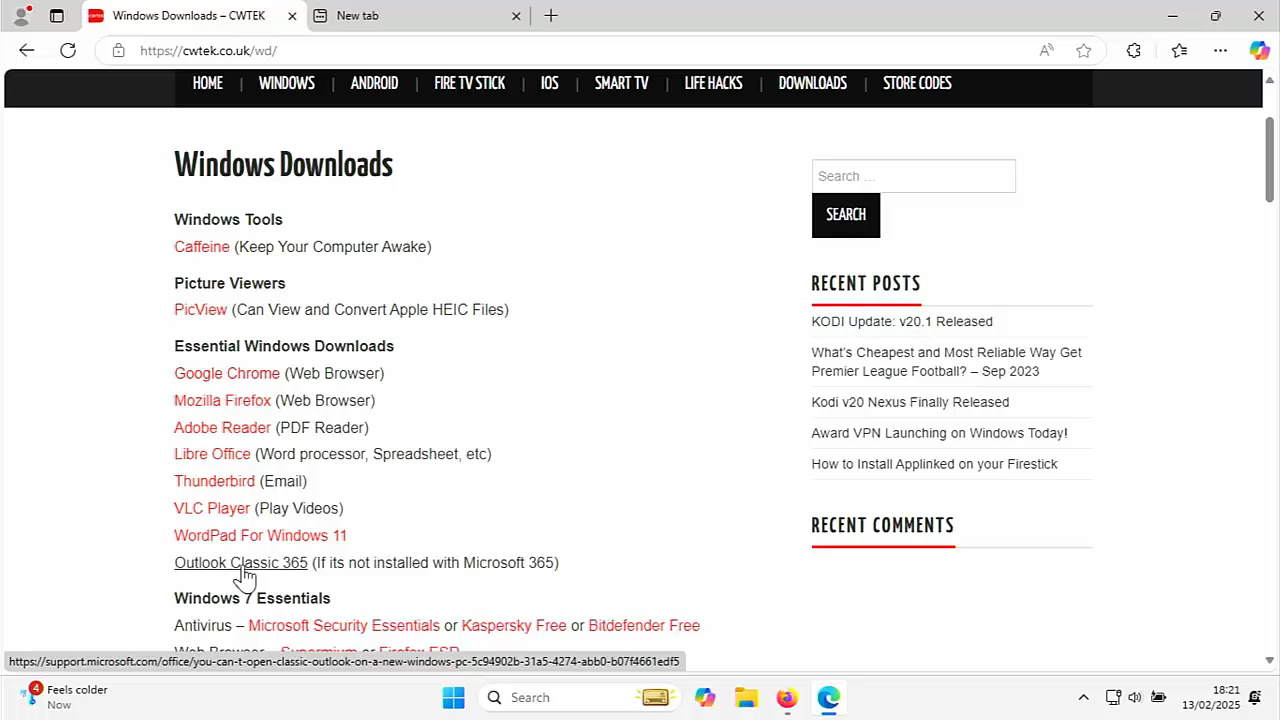 Windows Downloads – CWTEK
New tab
https://cwtek.co.uk/wd/
HOME | WINDOWS | ANDROID | FIRE TV STICK | IOS | SMART TV | LIFE HACKS | DOWNLOADS | STORE CODES
Windows Downloads
Windows Tools
Caffeine (Keep Your Computer Awake)
Picture Viewers
PicView (Can View and Convert Apple HEIC Files)
Essential Windows Downloads
Google Chrome (Web Browser)
Mozilla Firefox (Web Browser)
Adobe Reader (PDF Reader)
Libre Office (Word processor, Spreadsheet, etc)
Thunderbird (Email)
VLC Player (Play Videos)
WordPad For Windows 11
Outlook Classic 365 (If its not installed with Microsoft 365)
Windows 7 Essentials
Antivirus – Microsoft Security Essentials or Kaspersky Free or Bitdefender Free
Web Browser – Supermium or Firefox ESR
Search …
SEARCH
RECENT POSTS
KODI Update: v20.1 Released
What's Cheapest and Most Reliable Way Get
Premier League Football? – Sep 2023
Kodi v20 Nexus Finally Released
Award VPN Launching on Windows Today!
How to Install Applinked on your Firestick
RECENT COMMENTS
https://support.microsoft.com/office/you-can-t-open-classic-outlook-on-a-new-windows-pc-5c94902b-31a5-4274-abb0-b07f4661edf5
4
Feels colder
Now
Search
18:21
13/02/2025